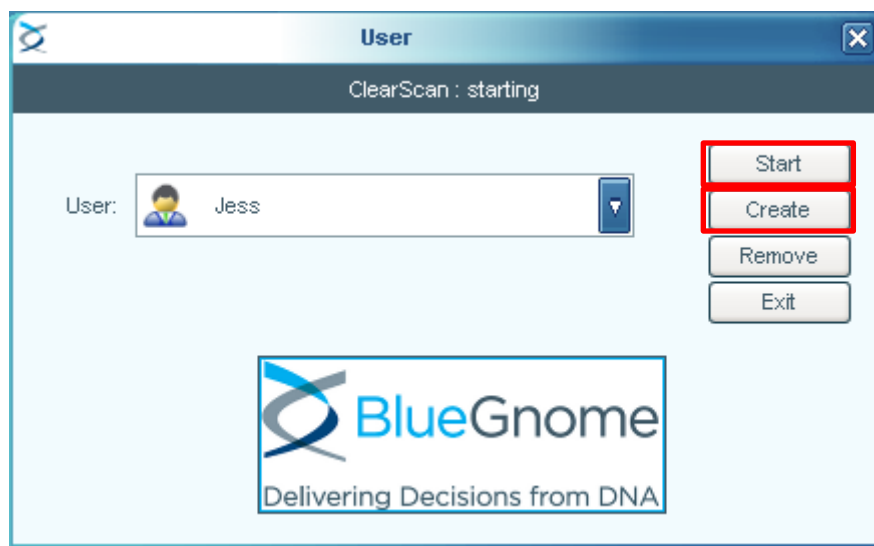 User
ClearScan : starting
User:
Jess
Start
Create
Remove
Exit
BlueGnome
Delivering Decisions from DNA